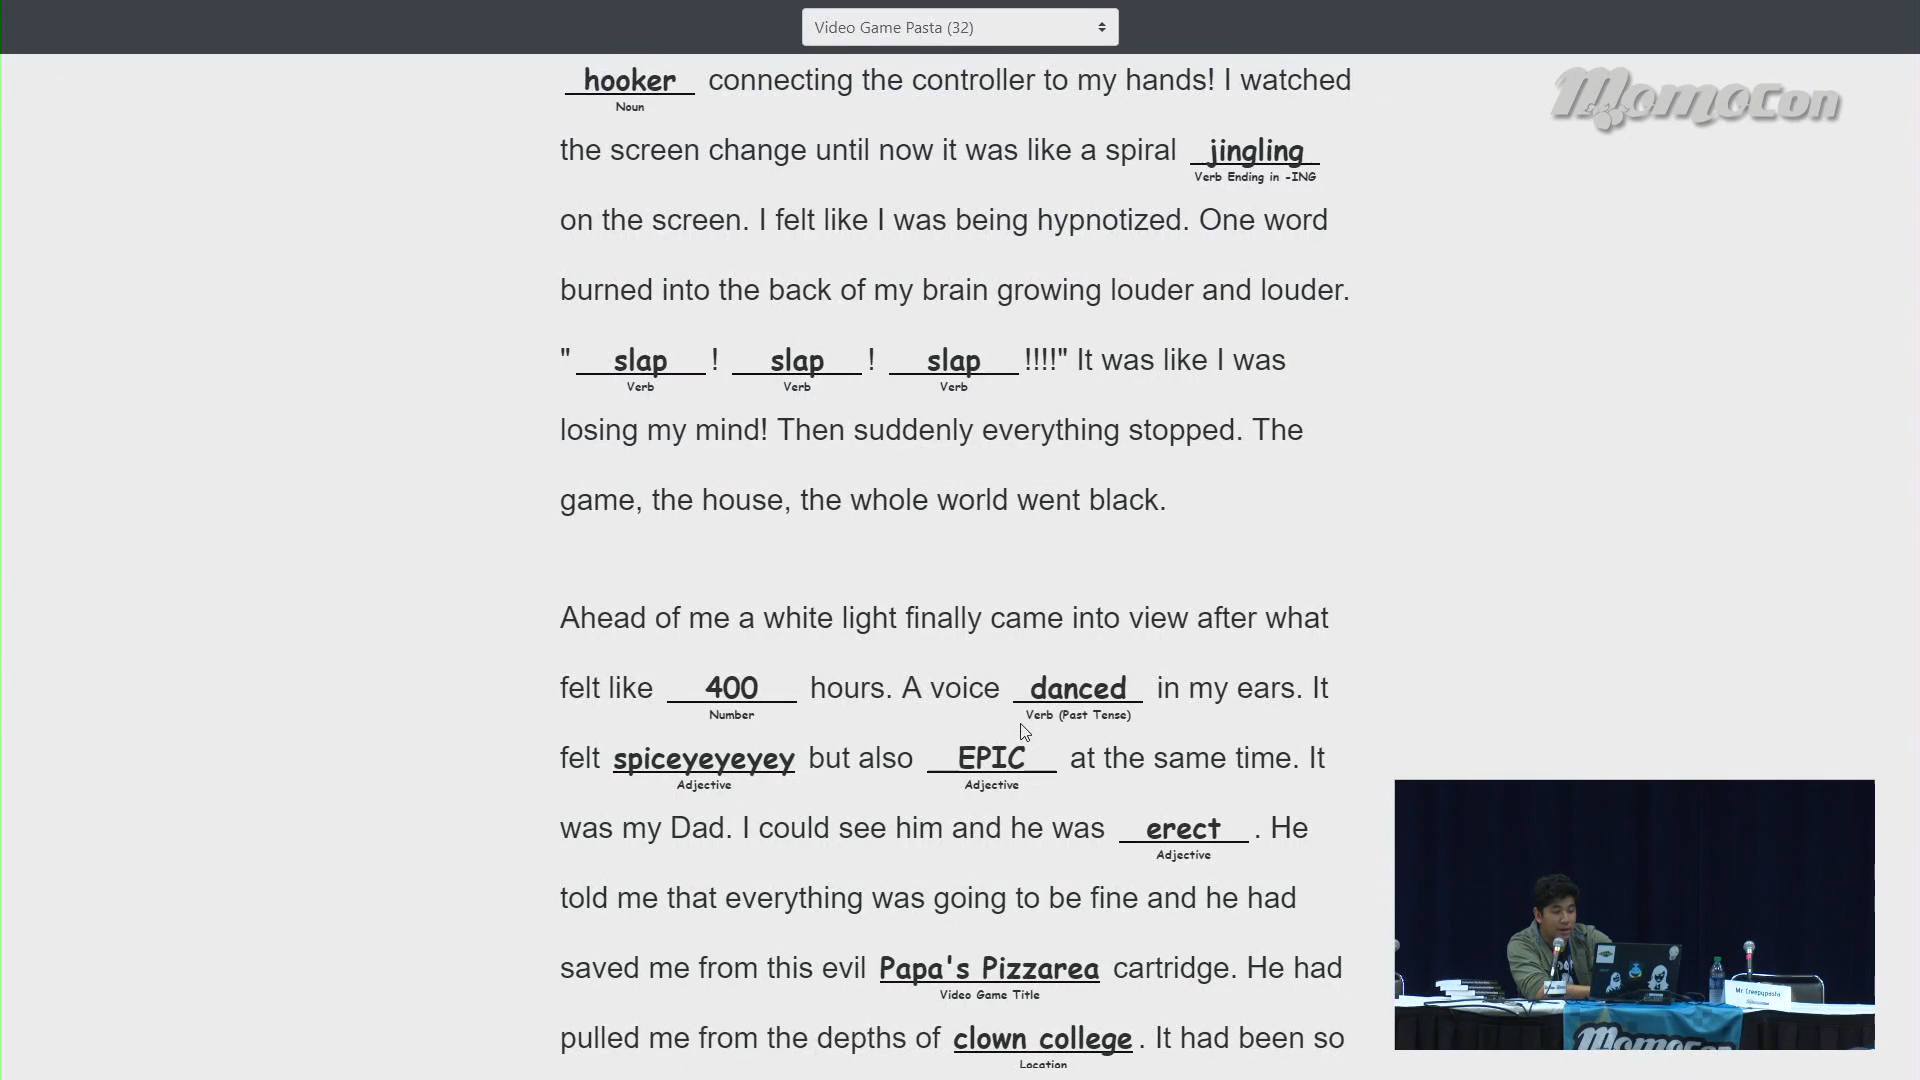 Video Game Pasta (32)
MomoCon
hooker connecting the controller to my hands! I watched
Noun
the screen change until now it was like a spiral jingling
Verb Ending in -ING
on the screen. I felt like I was being hypnotized. One word
burned into the back of my brain growing louder and louder.
" slap ! slap ! slap !!!!" It was like I was
Verb Verb Verb
losing my mind! Then suddenly everything stopped. The
game, the house, the whole world went black.
Ahead of me a white light finally came into view after what
felt like 400 hours. A voice danced in my ears. It
Number Verb (Past Tense)
felt spiceyeyeyey but also EPIC at the same time. It
Adjective Adjective
was my Dad. I could see him and he was erect . He
Adjective
told me that everything was going to be fine and he had
saved me from this evil Papa's Pizzarea cartridge. He had
Video Game Title
pulled me from the depths of clown college . It had been so
Location
Mr. Creepypasta
MomoCon